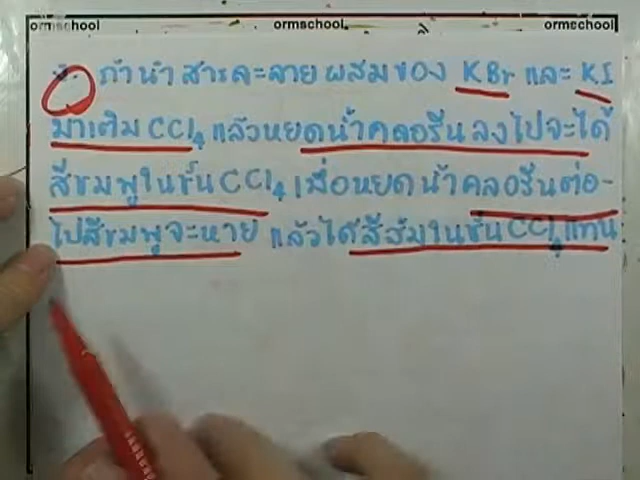 ormschool ormschool ormschool
ถ้านำสารละลายผสมของ KBr และ KI
มาเติม CCl₄ แล้วหยดน้ำคลอรีนลงไปจะได้
สีชมพูในชั้น CCl₄ เมื่อหยดน้ำคลอรีนต่อ-
ไปสีชมพูจะหาย แล้วได้สีส้มในชั้น CCl₄ แทน